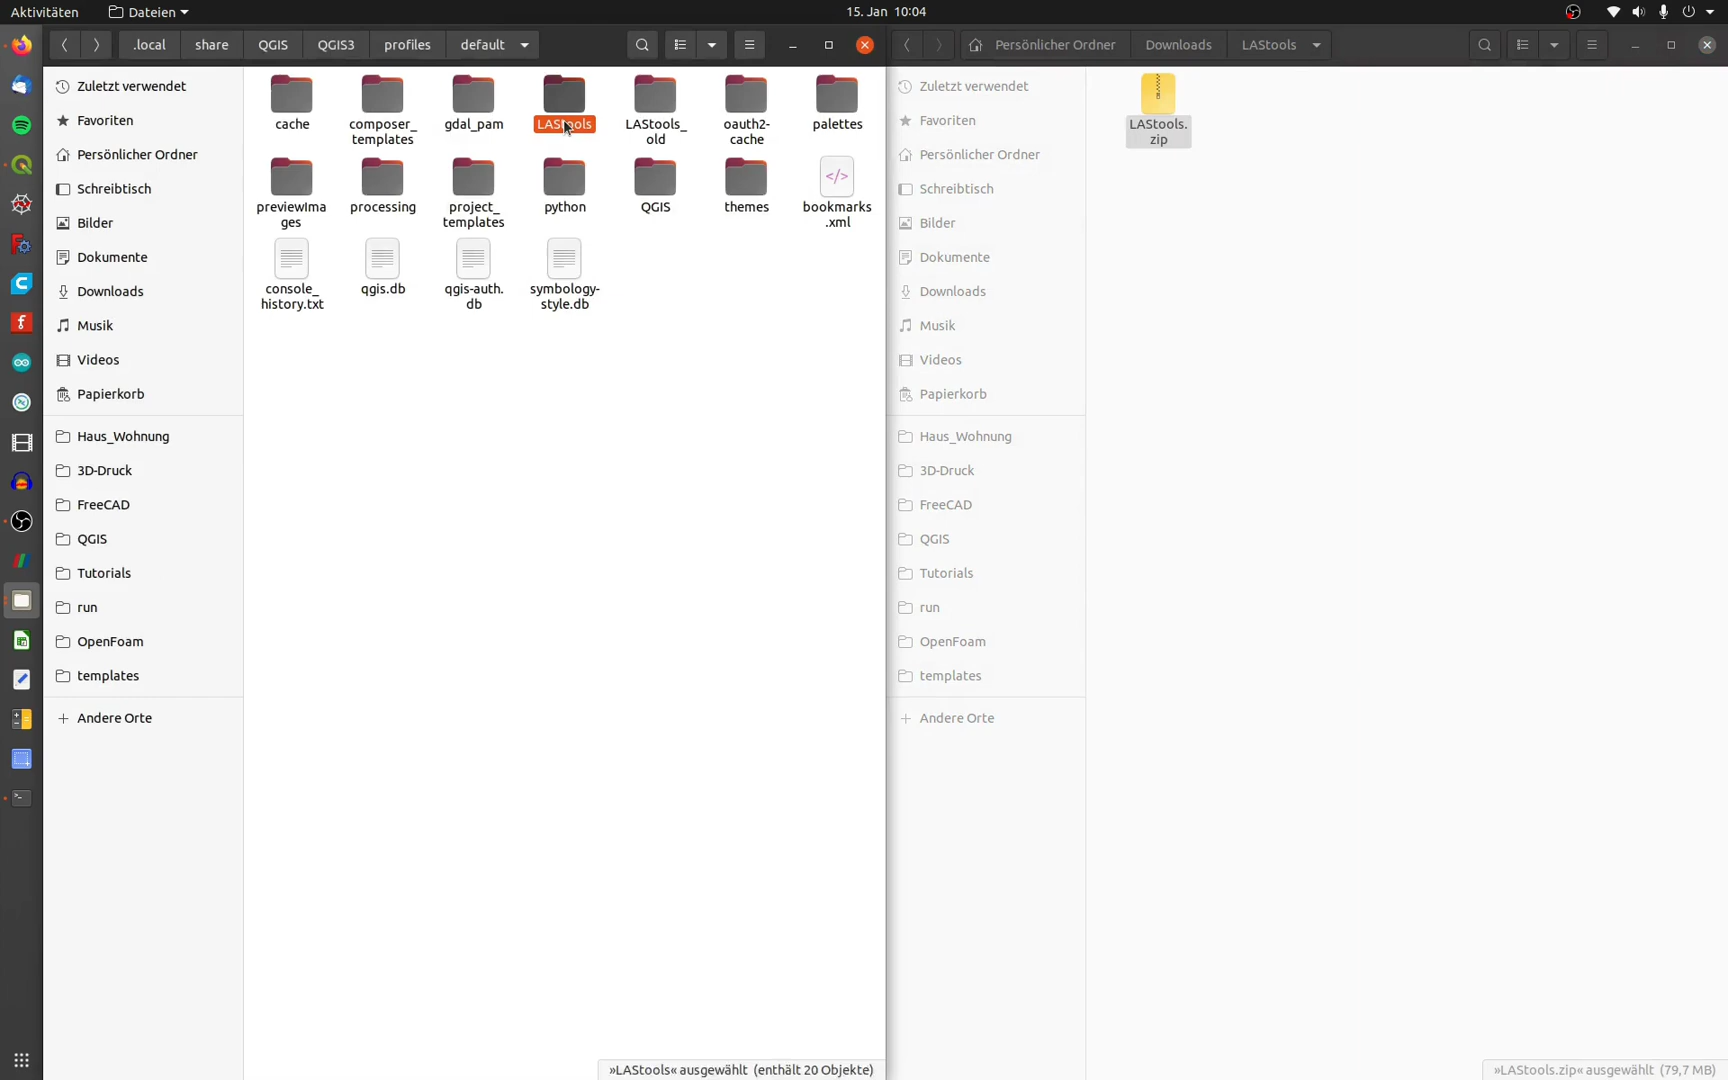 Aktivitäten
Dateien
15. Jan 10:04
.local
share
QGIS
QGIS3
profiles
default
Persönlicher Ordner
Downloads
LAStools
Zuletzt verwendet
Favoriten
Persönlicher Ordner
Schreibtisch
Bilder
Dokumente
Downloads
Musik
Videos
Papierkorb
Haus_Wohnung
3D-Druck
FreeCAD
QGIS
Tutorials
run
OpenFoam
templates
Andere Orte
cache
composer_
templates
gdal_pam
LAStools
LAStools_
old
oauth2-
cache
palettes
previewIma
ges
processing
project_
templates
python
QGIS
themes
bookmarks
.xml
console_
history.txt
qgis.db
qgis-auth.
db
symbology-
style.db
»LAStools« ausgewählt (enthält 20 Objekte)
Zuletzt verwendet
Favoriten
Persönlicher Ordner
Schreibtisch
Bilder
Dokumente
Downloads
Musik
Videos
Papierkorb
Haus_Wohnung
3D-Druck
FreeCAD
QGIS
Tutorials
run
OpenFoam
templates
Andere Orte
LAStools.
zip
»LAStools.zip« ausgewählt (79,7 MB)